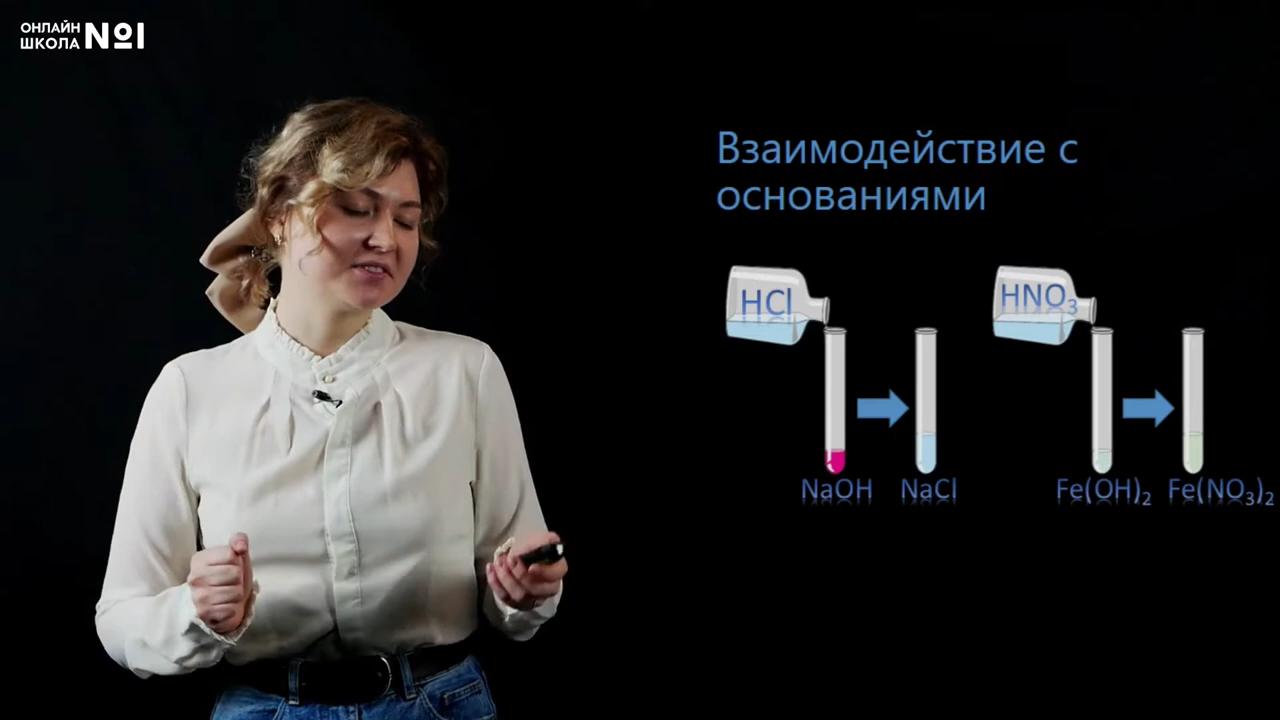 ОНЛАЙН
ШКОЛА №1
Взаимодействие с
основаниями
HCl
HNO₃
NaOH
NaCl
Fe(OH)₂
Fe(NO₃)₂